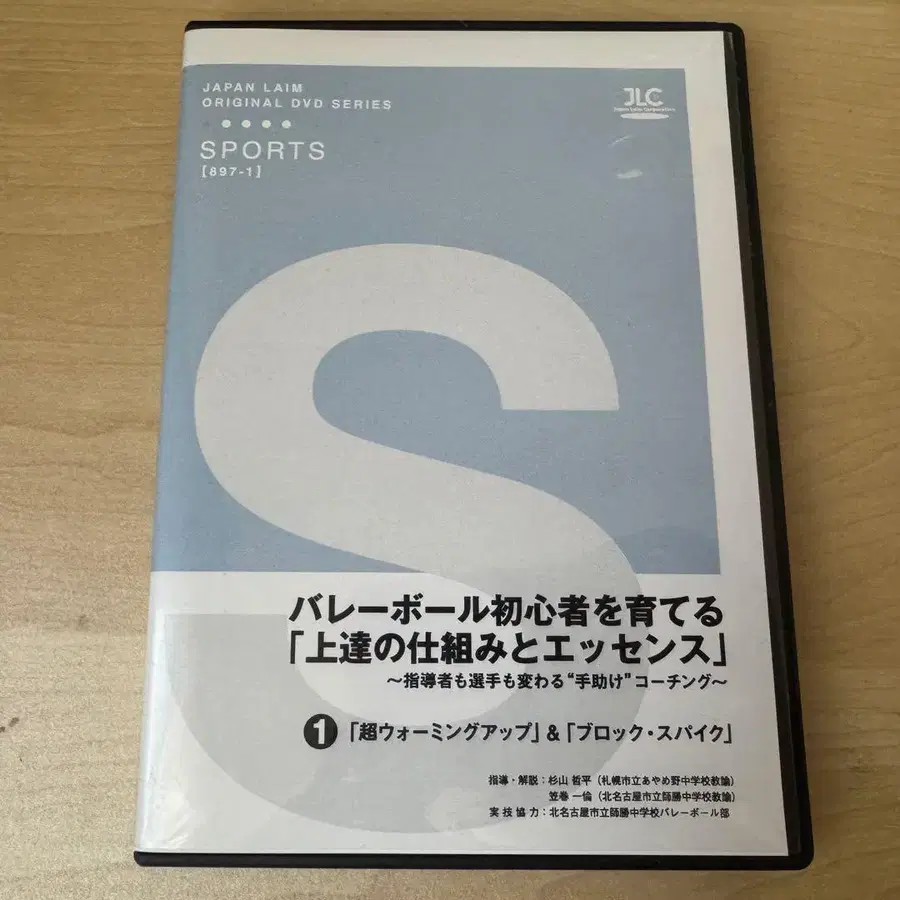 JAPAN LAIM
ORIGINAL DVD SERIES
SPORTS
【897-1】
JLC
Japan Laim Corporation
S
バレーボール初心者を育てる
「上達の仕組みとエッセンス」
〜指導者も選手も変わる“手助け”コーチング〜
❶「超ウォーミングアップ」&「ブロック・スパイク」
指導・解説：杉山 哲平（札幌市立あやめ野中学校教諭）
笠巻 一倫（北名古屋市立師勝中学校教諭）
実技協力：北名古屋市立師勝中学校バレーボール部